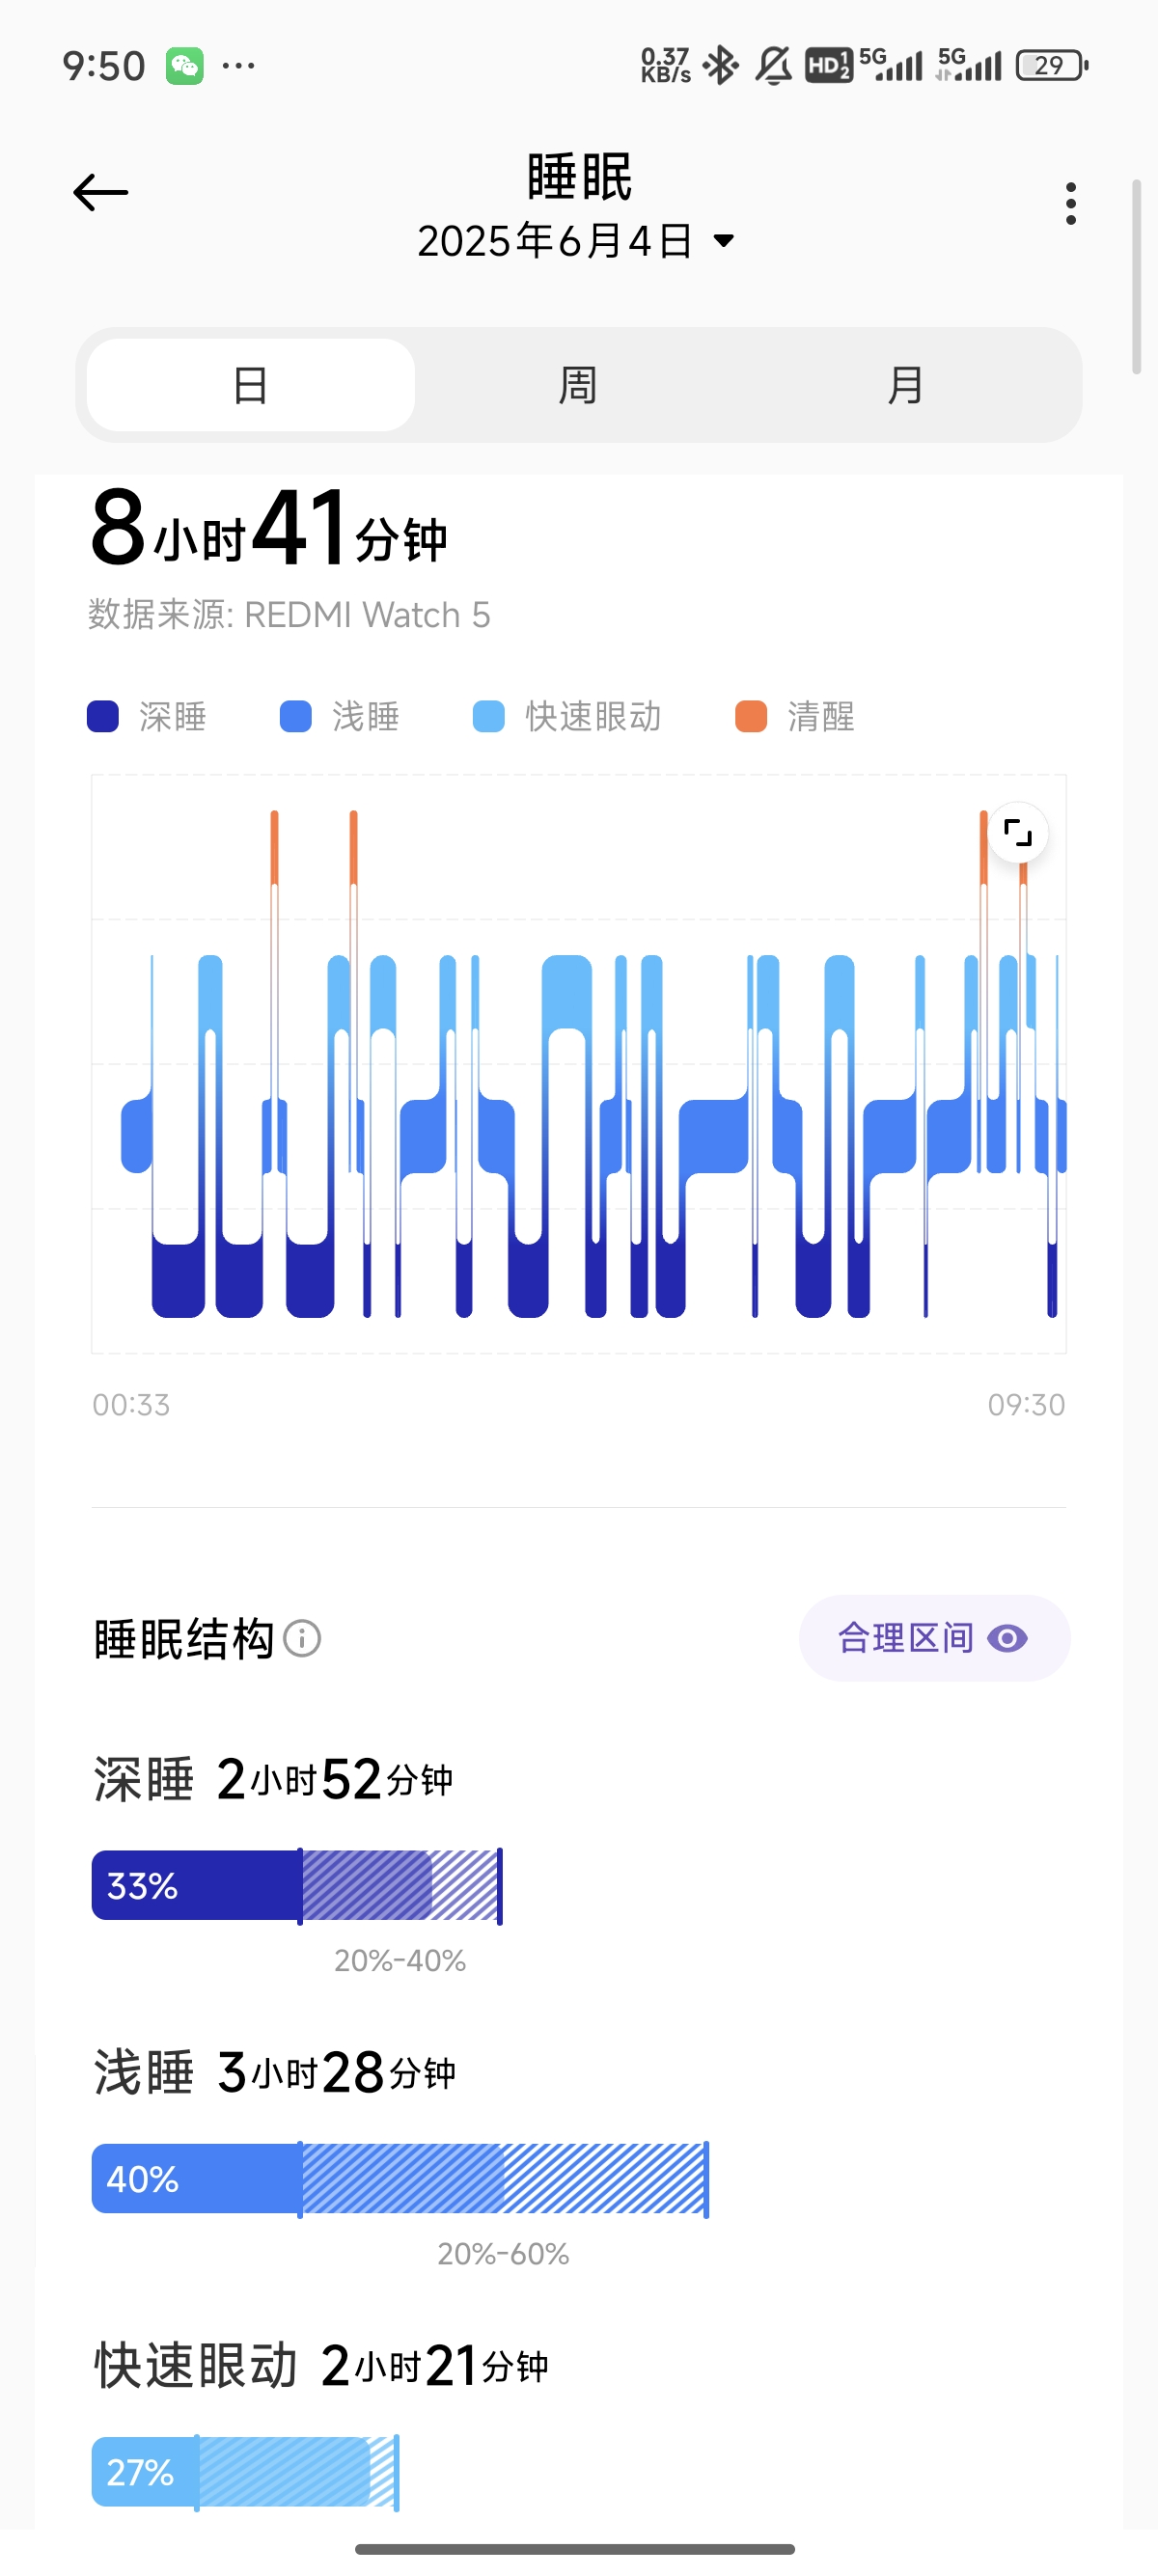 9:50 ··· 0.37 KB/s HD 1 2 5G 5G 29
睡眠
2025年6月4日
日 周 月
8小时41分钟
数据来源: REDMI Watch 5
深睡 浅睡 快速眼动 清醒
00:33 09:30
睡眠结构 合理区间
深睡 2小时52分钟
33%
20%-40%
浅睡 3小时28分钟
40%
20%-60%
快速眼动 2小时21分钟
27%